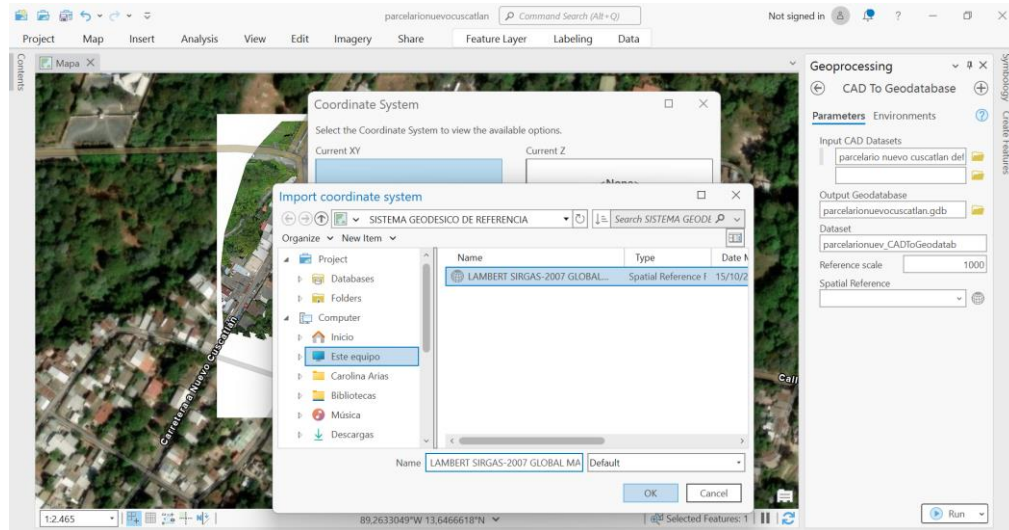 parcelarionuevocuscatlan
Command Search (Alt+Q)
Not signed in
Project Map Insert Analysis View Edit Imagery Share Feature Layer Labeling Data
Contents
Mapa
Carretera a Nuevo Cuscatlán
Call
Coordinate System
Select the Coordinate System to view the available options.
Current XY
Current Z
<None>
Import coordinate system
SISTEMA GEODESICO DE REFERENCIA
Search SISTEMA GEODE
Organize New Item
Project
Databases
Folders
Computer
Inicio
Este equipo
Carolina Arias
Bibliotecas
Música
Descargas
Name Type Date M
LAMBERT SIRGAS-2007 GLOBAL... Spatial Reference F 15/10/2
Name LAMBERT SIRGAS-2007 GLOBAL MA Default
OK Cancel
Geoprocessing
CAD To Geodatabase
Parameters Environments
Input CAD Datasets
parcelario nuevo cuscatlan def
Output Geodatabase
parcelarionuevocuscatlan.gdb
Dataset
parcelarionuev_CADToGeodatab
Reference scale 1000
Spatial Reference
Run
Symbology
Create Features
1:2.465
89,2633049°W 13,6466618°N
Selected Features: 1